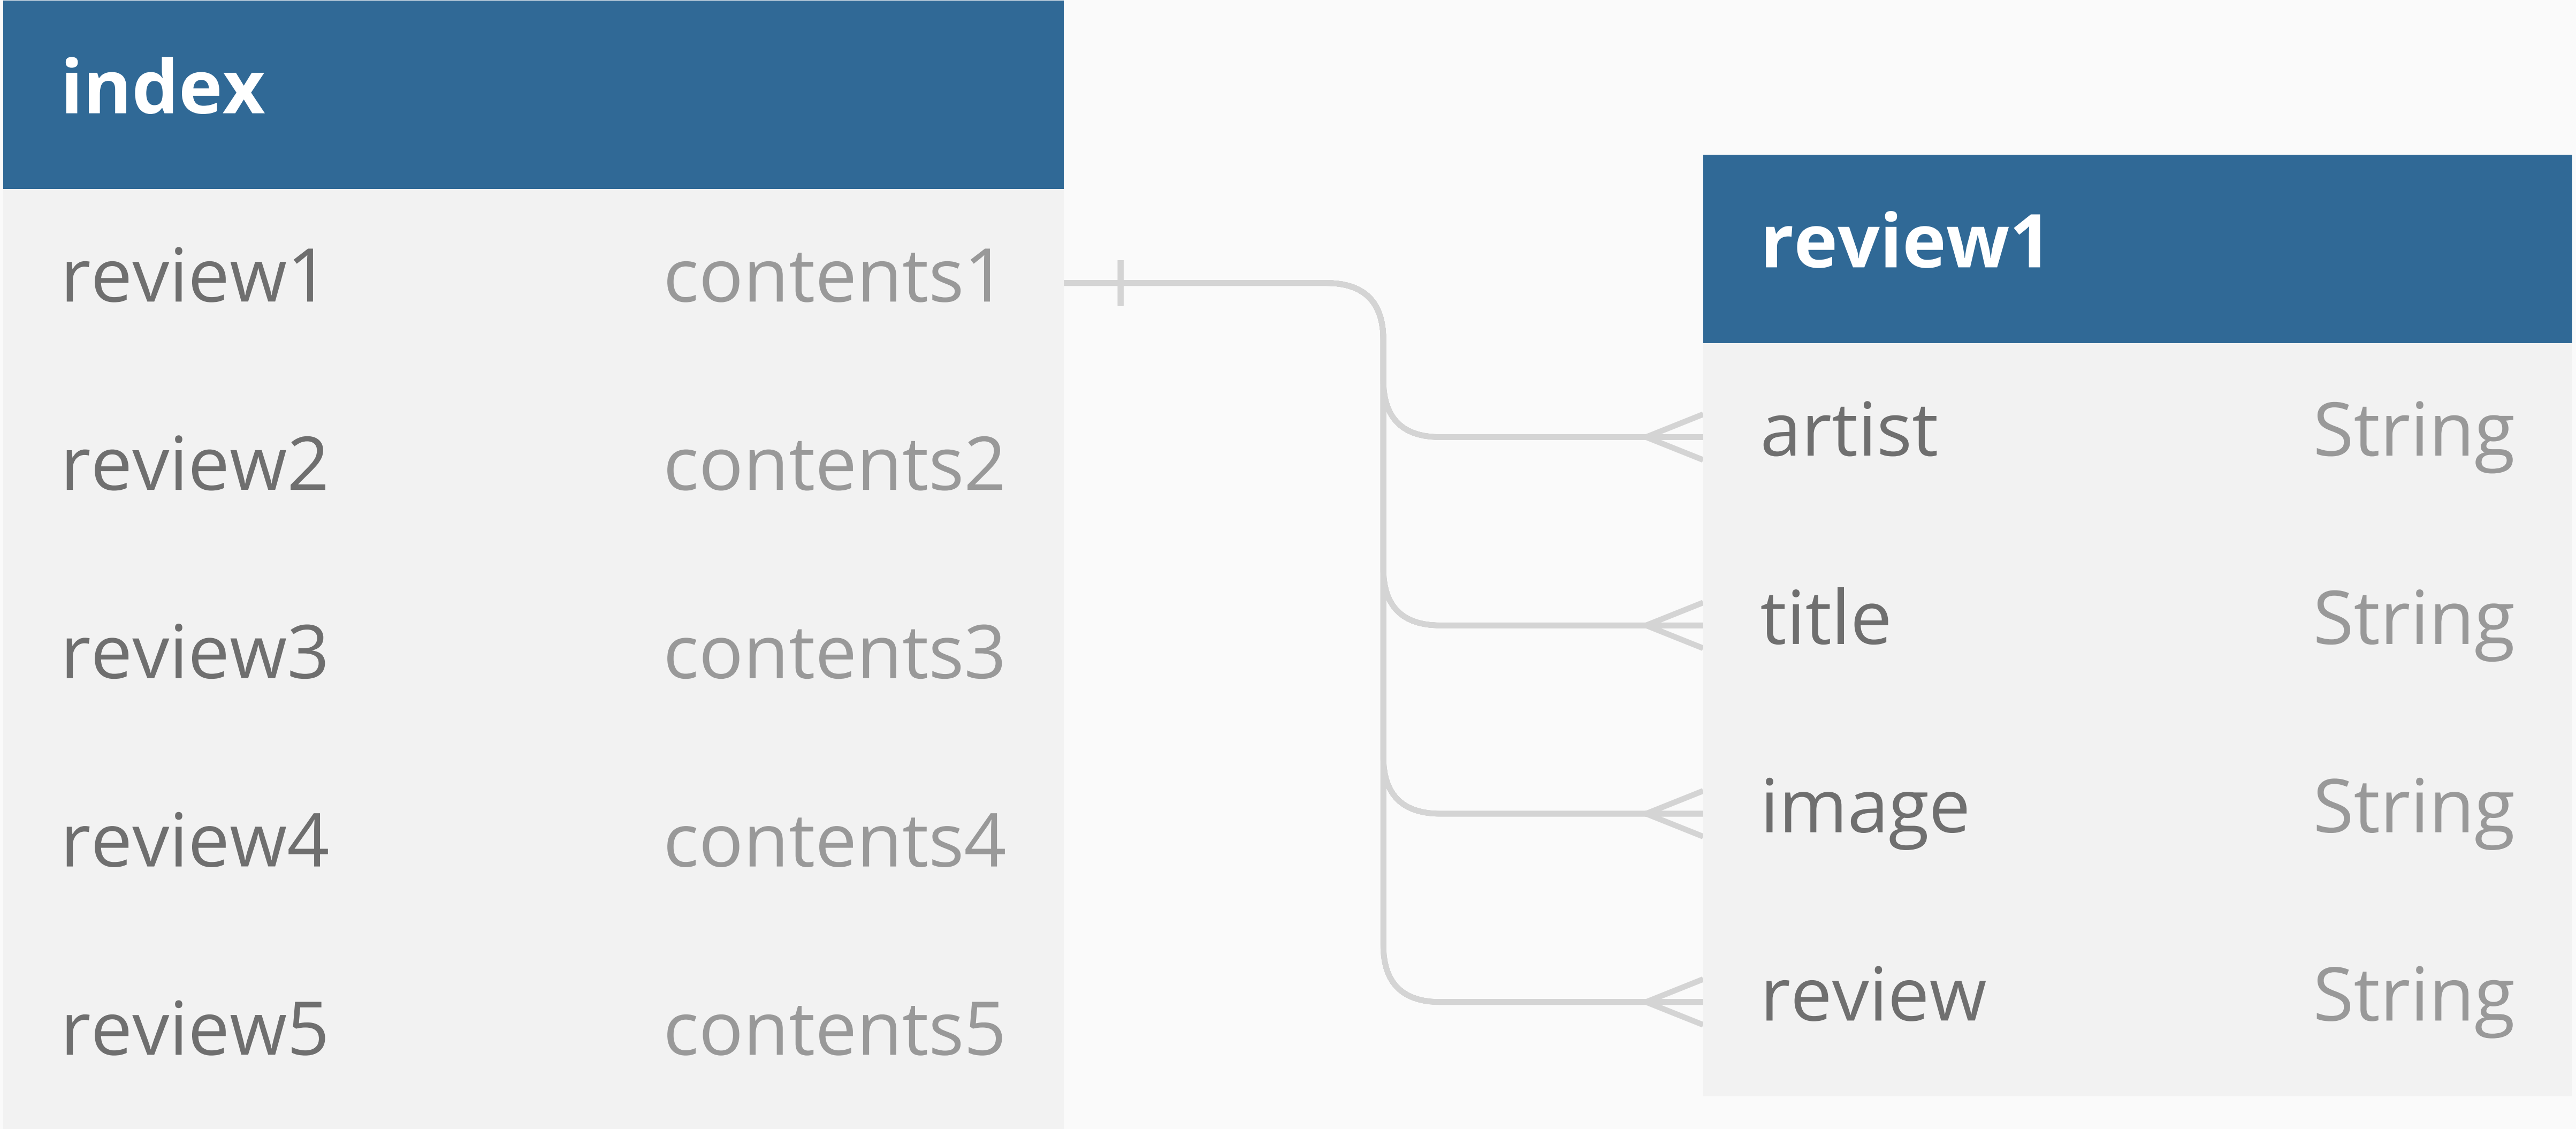 index
review1 contents1
review2 contents2
review3 contents3
review4 contents4
review5 contents5
review1
artist String
title String
image String
review String